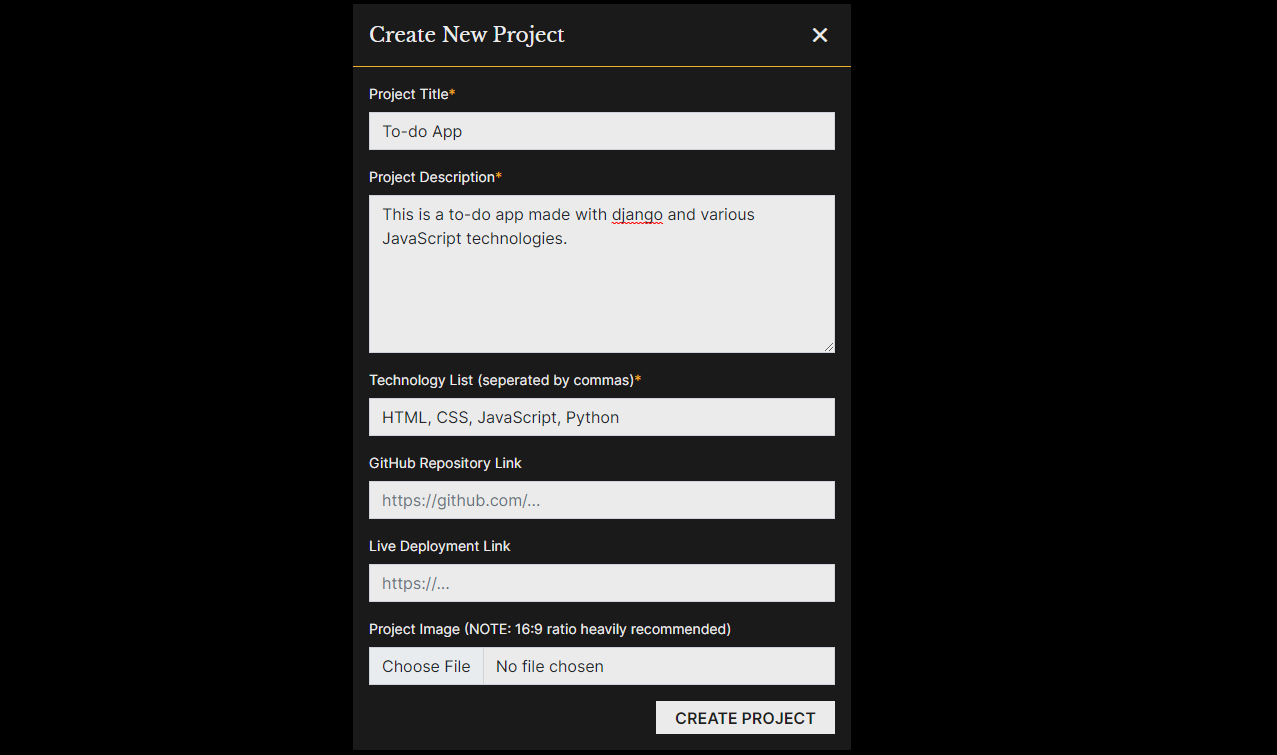 Create New Project
Project Title*
To-do App
Project Description*
This is a to-do app made with django and various
JavaScript technologies.
Technology List (seperated by commas)*
HTML, CSS, JavaScript, Python
GitHub Repository Link
https://github.com/...
Live Deployment Link
https://...
Project Image (NOTE: 16:9 ratio heavily recommended)
Choose File No file chosen
CREATE PROJECT